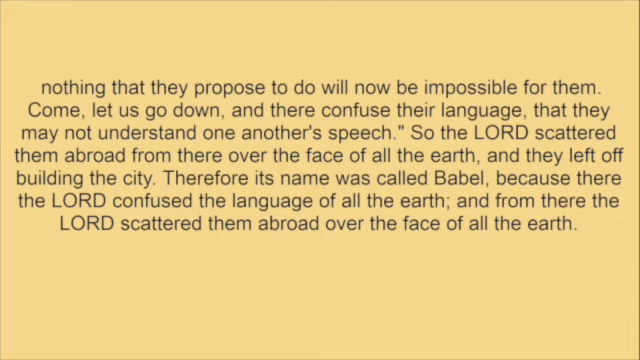 nothing that they propose to do will now be impossible for them.
Come, let us go down, and there confuse their language, that they
may not understand one another's speech." So the LORD scattered
them abroad from there over the face of all the earth, and they left off
building the city. Therefore its name was called Babel, because there
the LORD confused the language of all the earth; and from there the
LORD scattered them abroad over the face of all the earth.